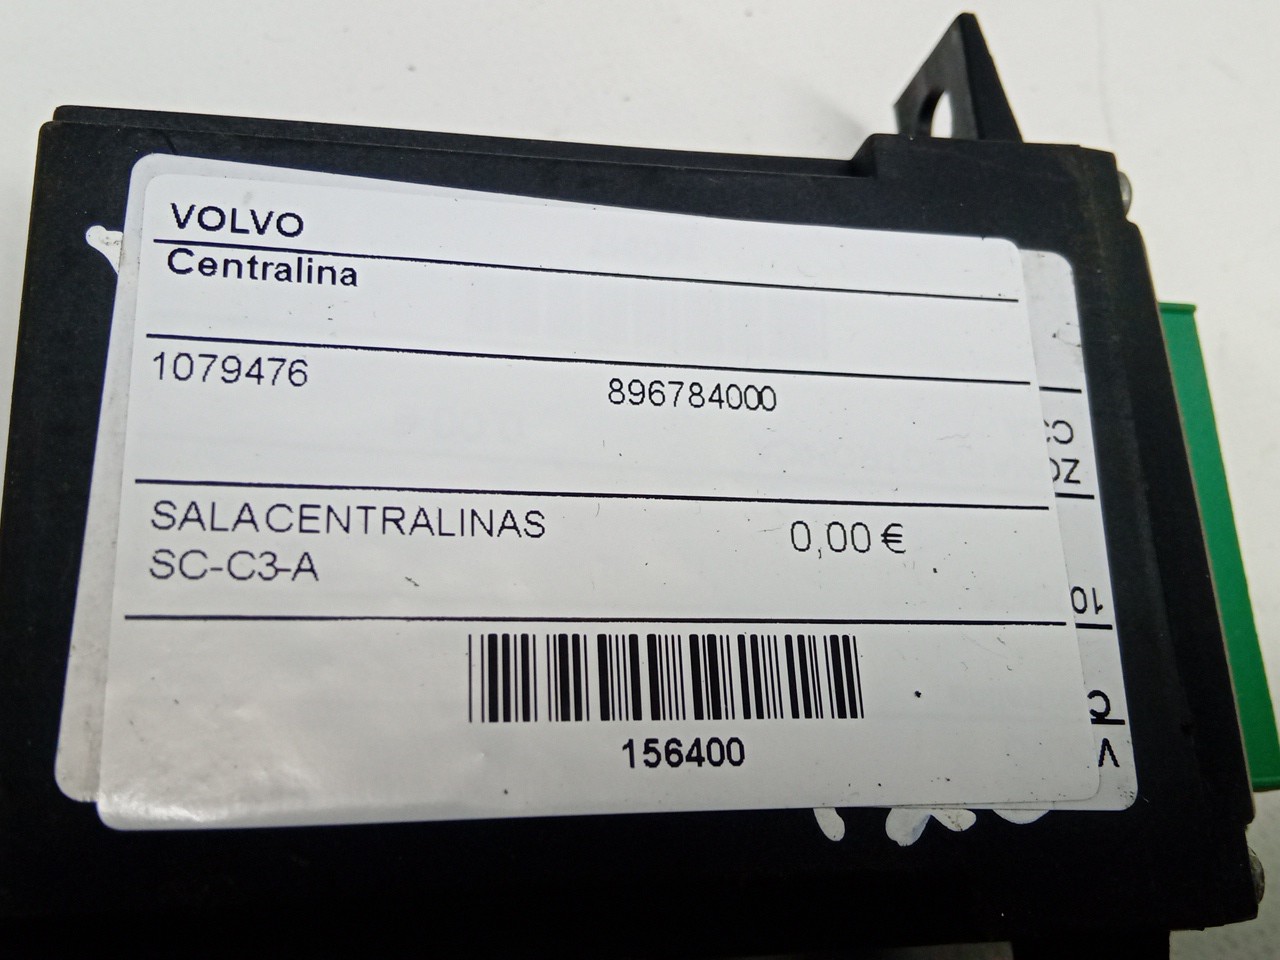 VOLVO
Centralina
1079476 896784000
SALACENTRALINAS 0,00 €
SC-C3-A
156400